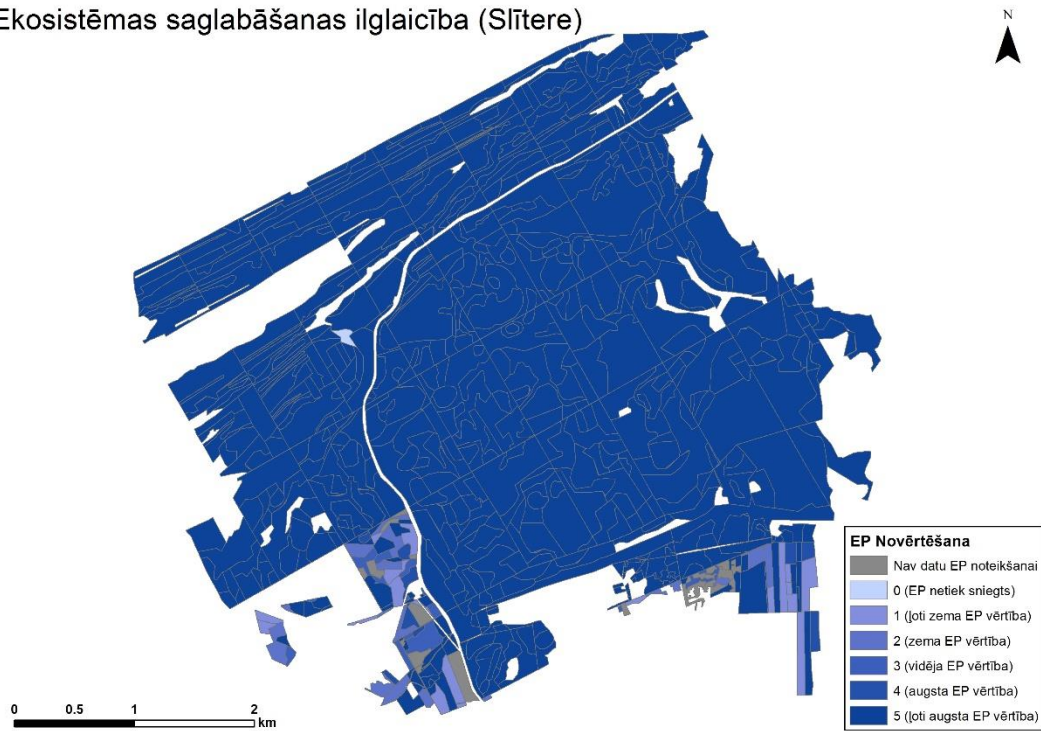 Ekosistēmas saglabāšanas ilglaicība (Slītere)
N
EP Novērtēšana
Nav datu EP noteikšanai
0 (EP netiek sniegts)
1 (ļoti zema EP vērtība)
2 (zema EP vērtība)
3 (vidēja EP vērtība)
4 (augsta EP vērtība)
5 (ļoti augsta EP vērtība)
0 0.5 1 2
km